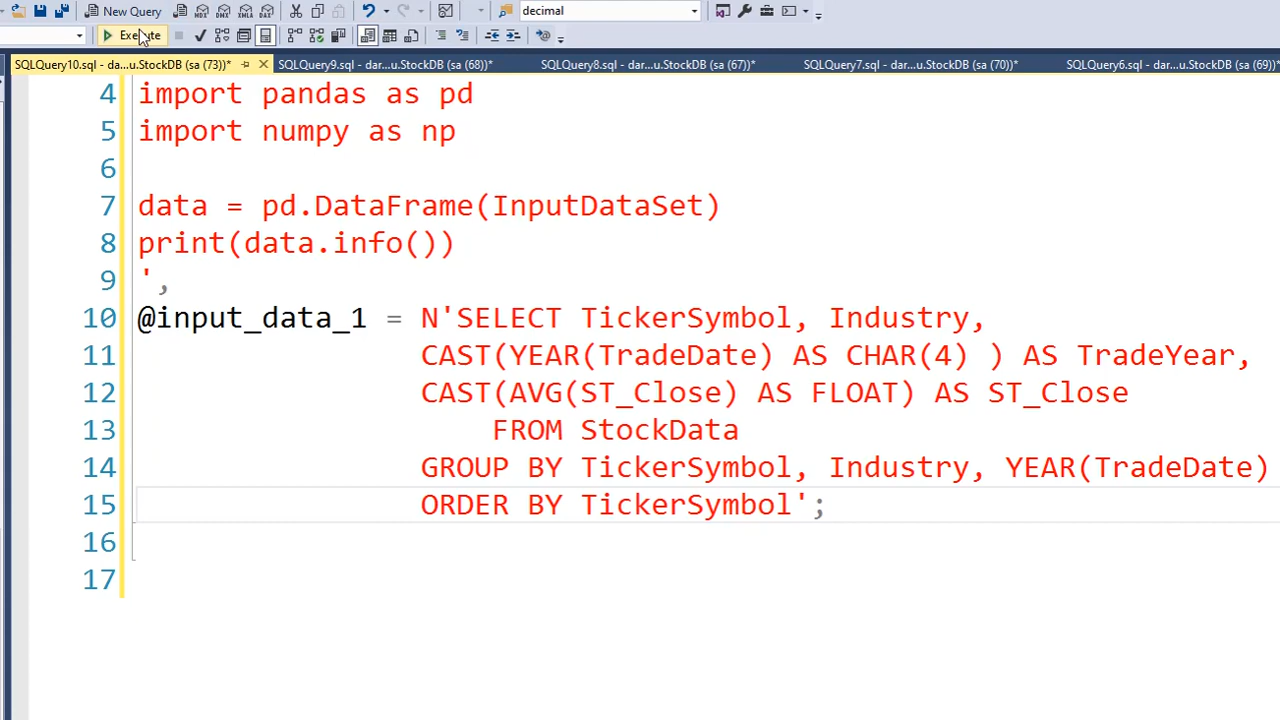 New Query
MDX
DMX
XMLA
DAX
decimal
Execute
SQLQuery10.sql - da...u.StockDB (sa (73))*
SQLQuery9.sql - dar...u.StockDB (sa (68))*
SQLQuery8.sql - dar...u.StockDB (sa (67))*
SQLQuery7.sql - dar...u.StockDB (sa (70))*
SQLQuery6.sql - dar...u.StockDB (sa (69))*
4 import pandas as pd
5 import numpy as np
6
7 data = pd.DataFrame(InputDataSet)
8 print(data.info())
9 ',
10 @input_data_1 = N'SELECT TickerSymbol, Industry,
11 CAST(YEAR(TradeDate) AS CHAR(4) ) AS TradeYear,
12 CAST(AVG(ST_Close) AS FLOAT) AS ST_Close
13 FROM StockData
14 GROUP BY TickerSymbol, Industry, YEAR(TradeDate)
15 ORDER BY TickerSymbol';
16
17